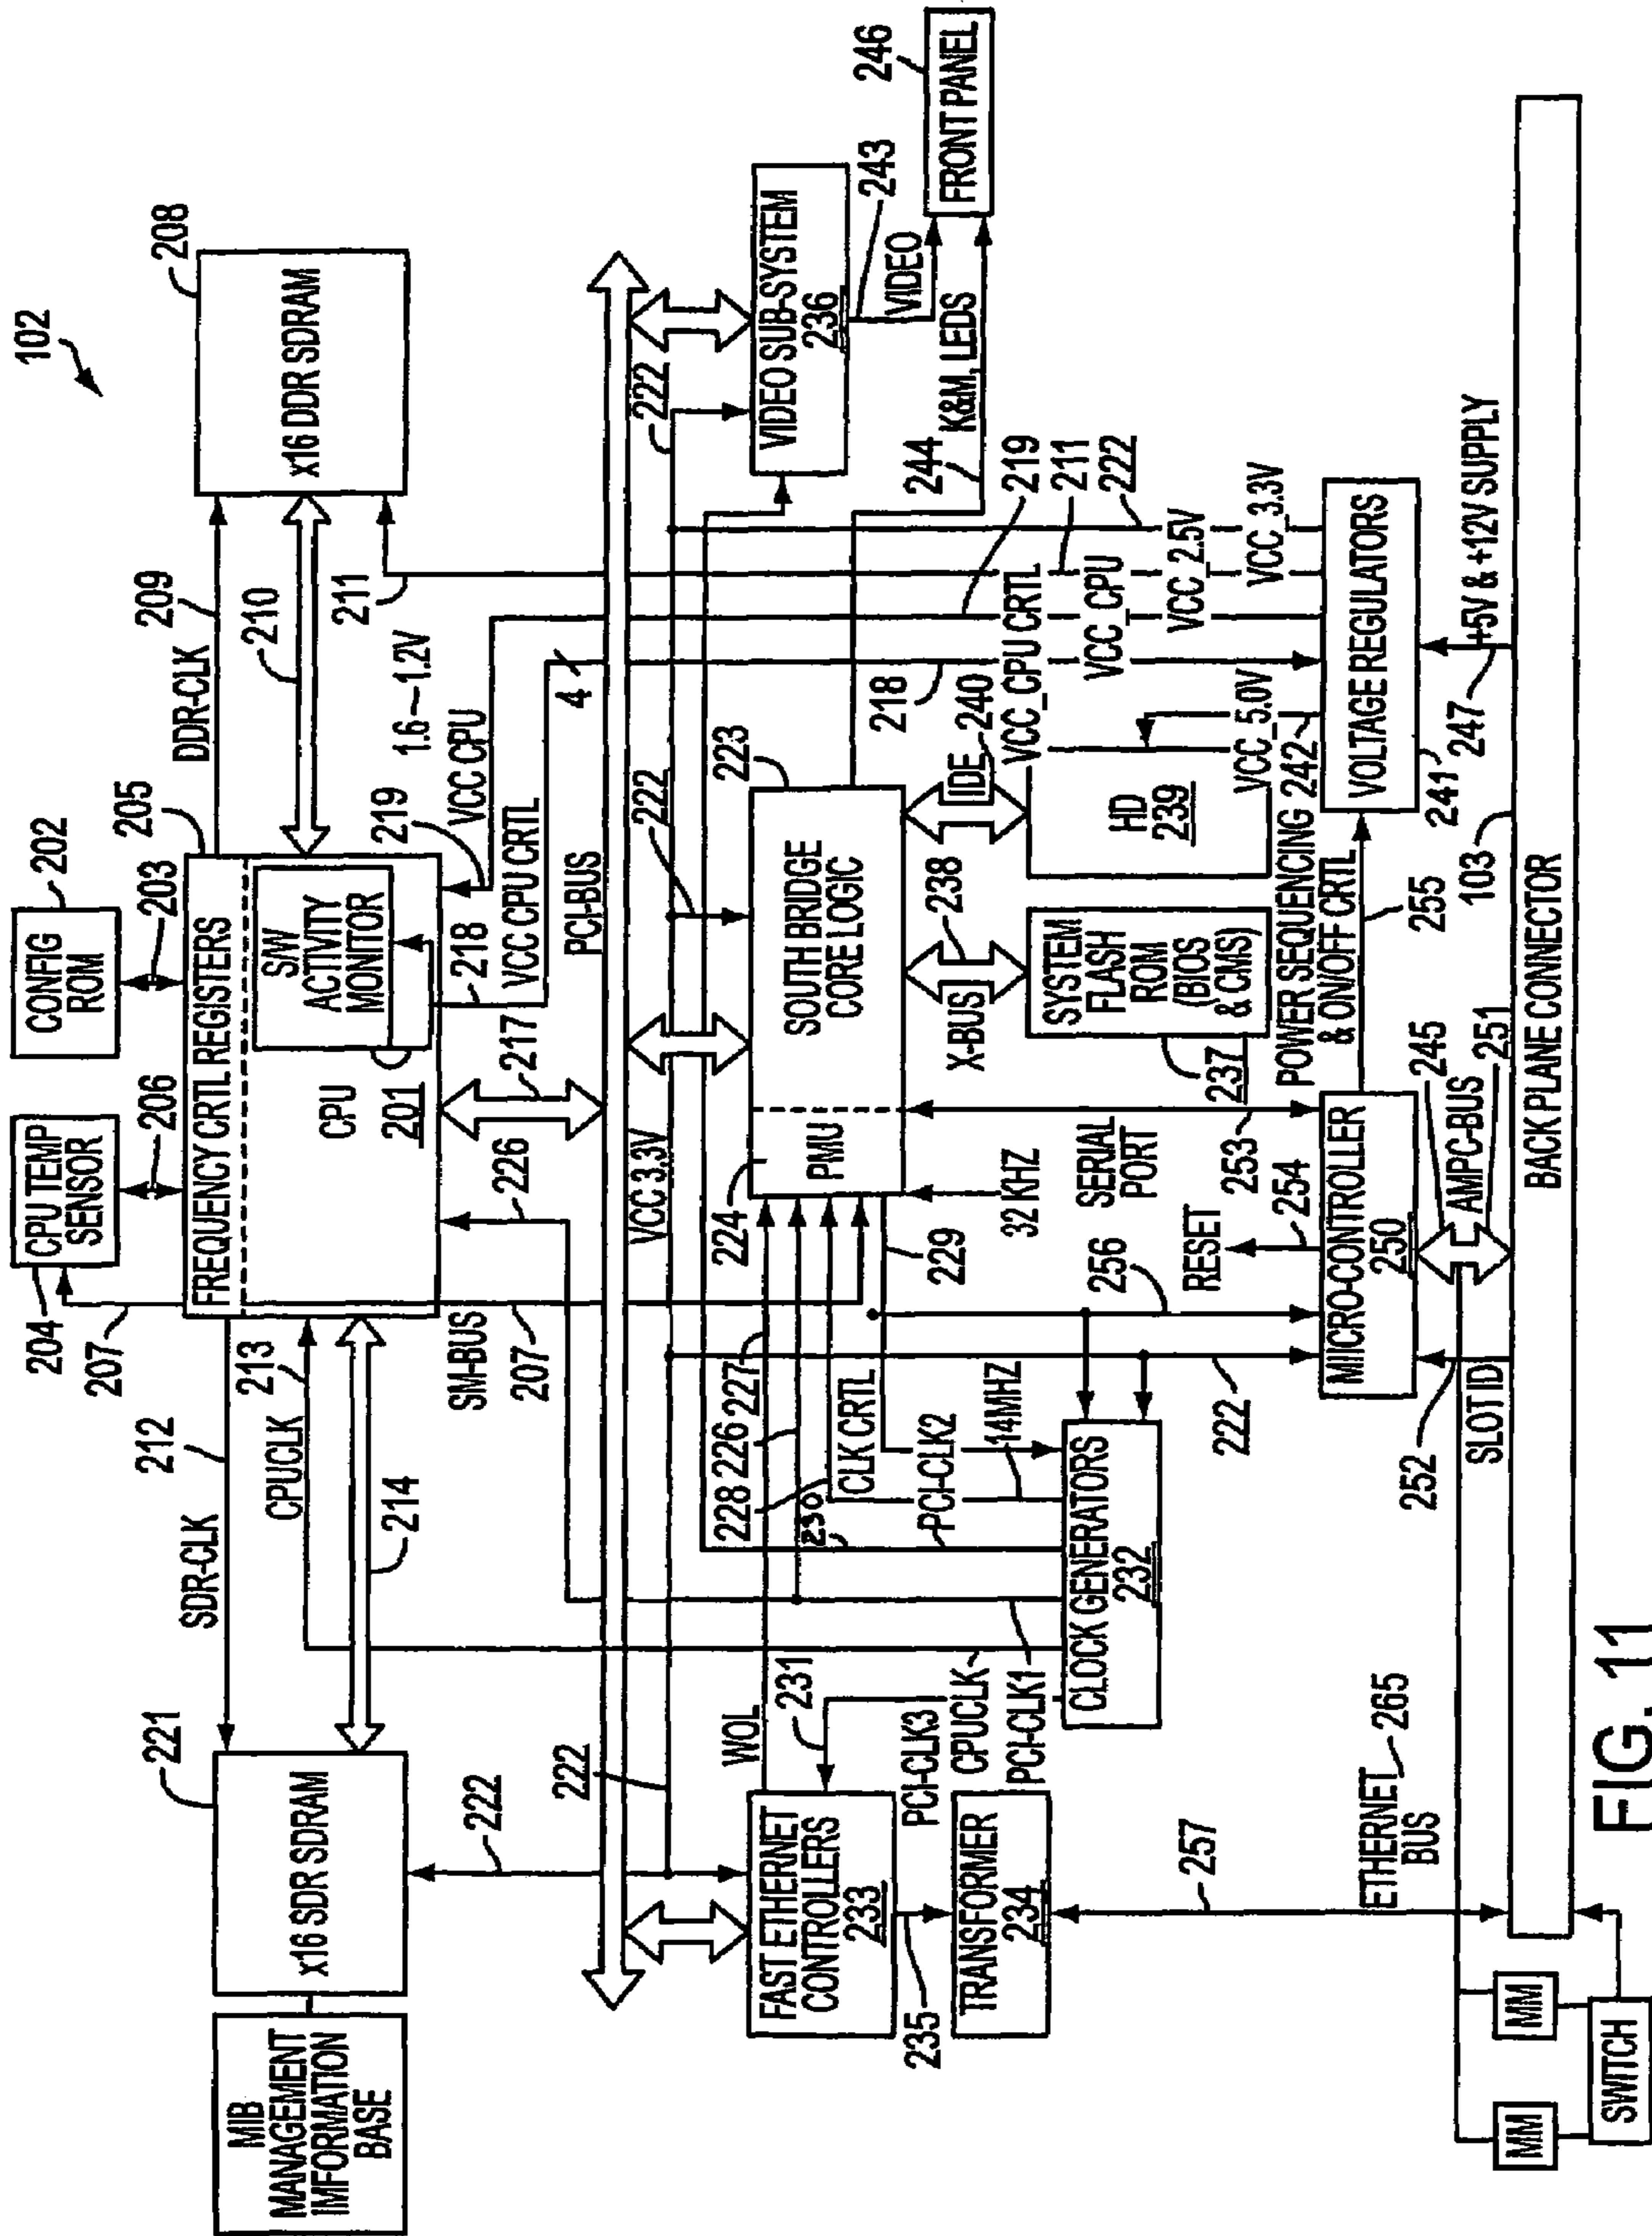 102
CONFIG
ROM
202
203
CPU TEMP
SENSOR
204
206
207
205
FREQUENCY CRTL REGISTERS
S/W
ACTIVITY
MONITOR
CPU
201
208
x16 DDR SDRAM
DDR-CLK
209
210
211
1.6~1.2V
VCC CPU
219
218
VCC CPU CRTL
4
217
226
212
SDR-CLK
213
CPUCLK
214
221
x16 SDR SDRAM
MIB
MANAGEMENT
IMFORMATION
BASE
222
PCI-BUS
SM-BUS
207
VCC 3.3V
222
222
222
VIDEO SUB-SYSTEM
236
243
VIDEO
246
FRONT PANEL
244
K&M, LEDS
223
SOUTH BRIDGE
CORE LOGIC
224
PMU
WOL
227
226
228
230
CLK CRTL
PCI-CLK2
14MHZ
229
32 KHZ
X-BUS
238
IDE
240
SYSTEM
FLASH
ROM
(BIOS
& CMS)
237
HD
239
VCC_CPU CRTL
VCC_CPU
VCC_2.5V
VCC_3.3V
218
219
211
222
VCC_5.0V
242
FAST ETHERNET
CONTROLLERS
233
231
PCI-CLK3
CPUCLK
PCI-CLK1
235
TRANSFORMER
234
CLOCK GENERATORS
232
256
222
SERIAL
PORT
253
RESET
254
MIICRO-CONTROLLER
250
POWER SEQUENCING
& ON/OFF CRTL
255
VOLTAGE REGULATORS
241
247
+5V & +12V SUPPLY
245
AMPC-BUS
251
252
SLOT ID
103
257
ETHERNET
BUS
265
BACK PLANE CONNECTOR
MM
MM
SWITCH
FIG. 11